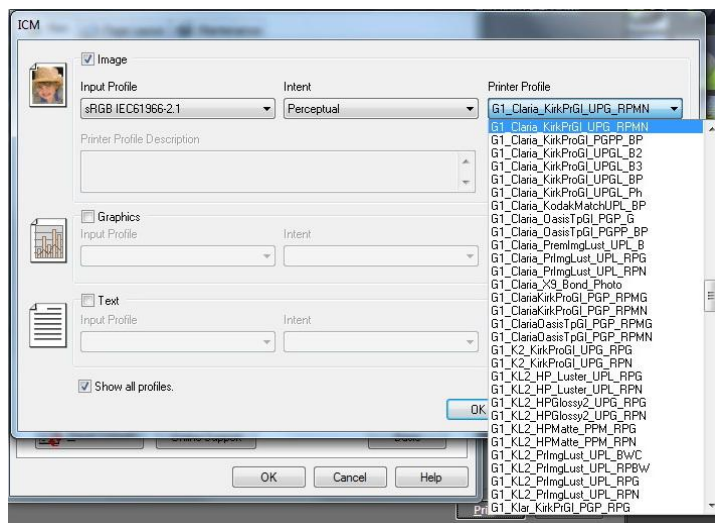 ICM
Image
Input Profile Intent Printer Profile
sRGB IEC61966-2.1 Perceptual G1_Claria_KirkPrGl_UPG_RPMN
Printer Profile Description
G1_Claria_KirkPrGl_UPG_RPMN
G1_Claria_KirkProGl_PGPP_BP
G1_Claria_KirkProGl_UPGL_B2
G1_Claria_KirkProGl_UPGL_B3
G1_Claria_KirkProGl_UPGL_BP
G1_Claria_KirkProGl_UPGL_Ph
G1_Claria_KodakMatchUPL_BP
G1_Claria_OasisTpGl_PGP_G
G1_Claria_OasisTpGl_PGPP_BP
G1_Claria_PremImgLust_UPL_B
G1_Claria_PrImgLust_UPL_RPG
G1_Claria_PrImgLust_UPL_RPN
G1_Claria_X9_Bond_Photo
G1_ClariaKirkProGl_PGP_RPMG
G1_ClariaKirkProGl_PGP_RPMN
G1_ClariaOasisTpGl_PGP_RPMG
G1_ClariaOasisTpGl_PGP_RPMN
G1_K2_KirkProGl_UPG_RPG
G1_K2_KirkProGl_UPG_RPN
G1_KL2_HP_Luster_UPL_RPG
G1_KL2_HP_Luster_UPL_RPN
G1_KL2_HPGlossy2_UPG_RPG
G1_KL2_HPGlossy2_UPG_RPN
G1_KL2_HPMatte_PPM_RPG
G1_KL2_HPMatte_PPM_RPN
G1_KL2_PrImgLust_UPL_BWC
G1_KL2_PrImgLust_UPL_RPBW
G1_KL2_PrImgLust_UPL_RPG
G1_KL2_PrImgLust_UPL_RPN
G1_Klar_KirkPrGl_PGP_RPG
Graphics
Input Profile Intent
Text
Input Profile Intent
Show all profiles.
OK
OK Cancel Help